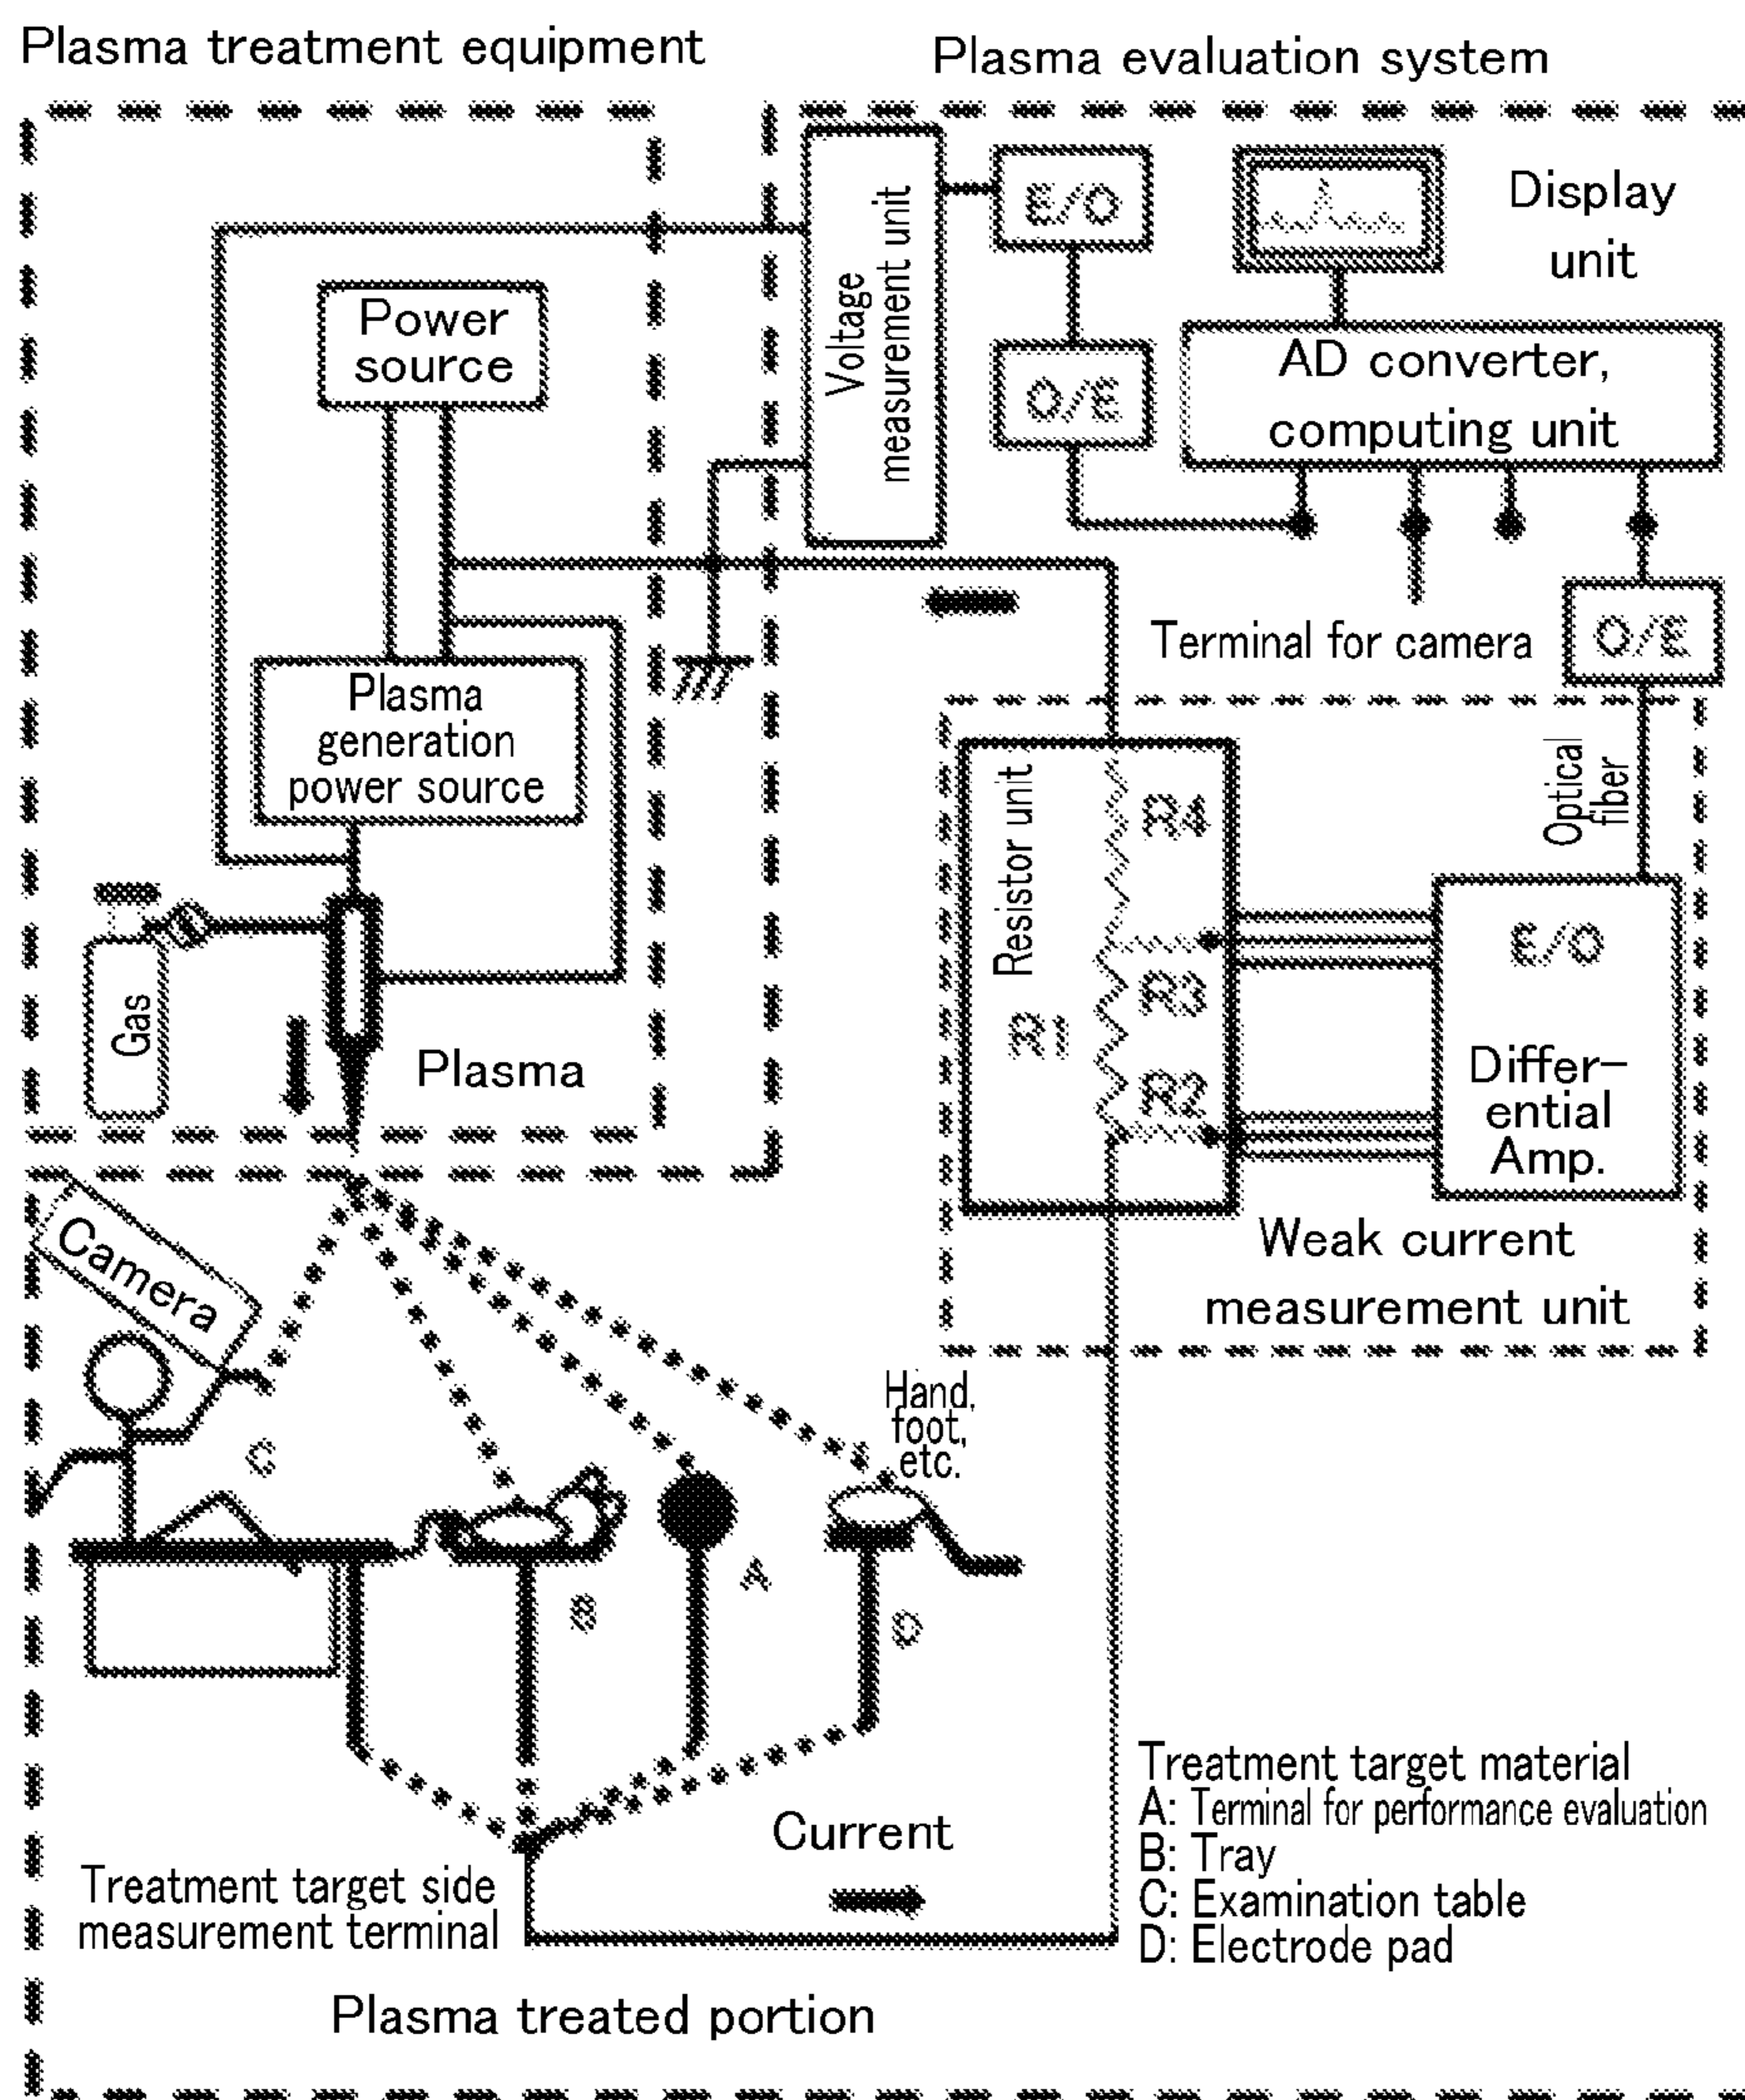 Plasma treatment equipment
Plasma evaluation system
Power
source
Plasma
generation
power source
Gas
Plasma
Voltage
measurement unit
E/O
O/E
Display
unit
AD converter,
computing unit
Terminal for camera
O/E
Optical
fiber
Resistor unit
R1
R4
R3
R2
E/O
Differ-
ential
Amp.
Weak current
measurement unit
Camera
C
B
A
D
Hand,
foot,
etc.
Current
Treatment target side
measurement terminal
Plasma treated portion
Treatment target material
A: Terminal for performance evaluation
B: Tray
C: Examination table
D: Electrode pad